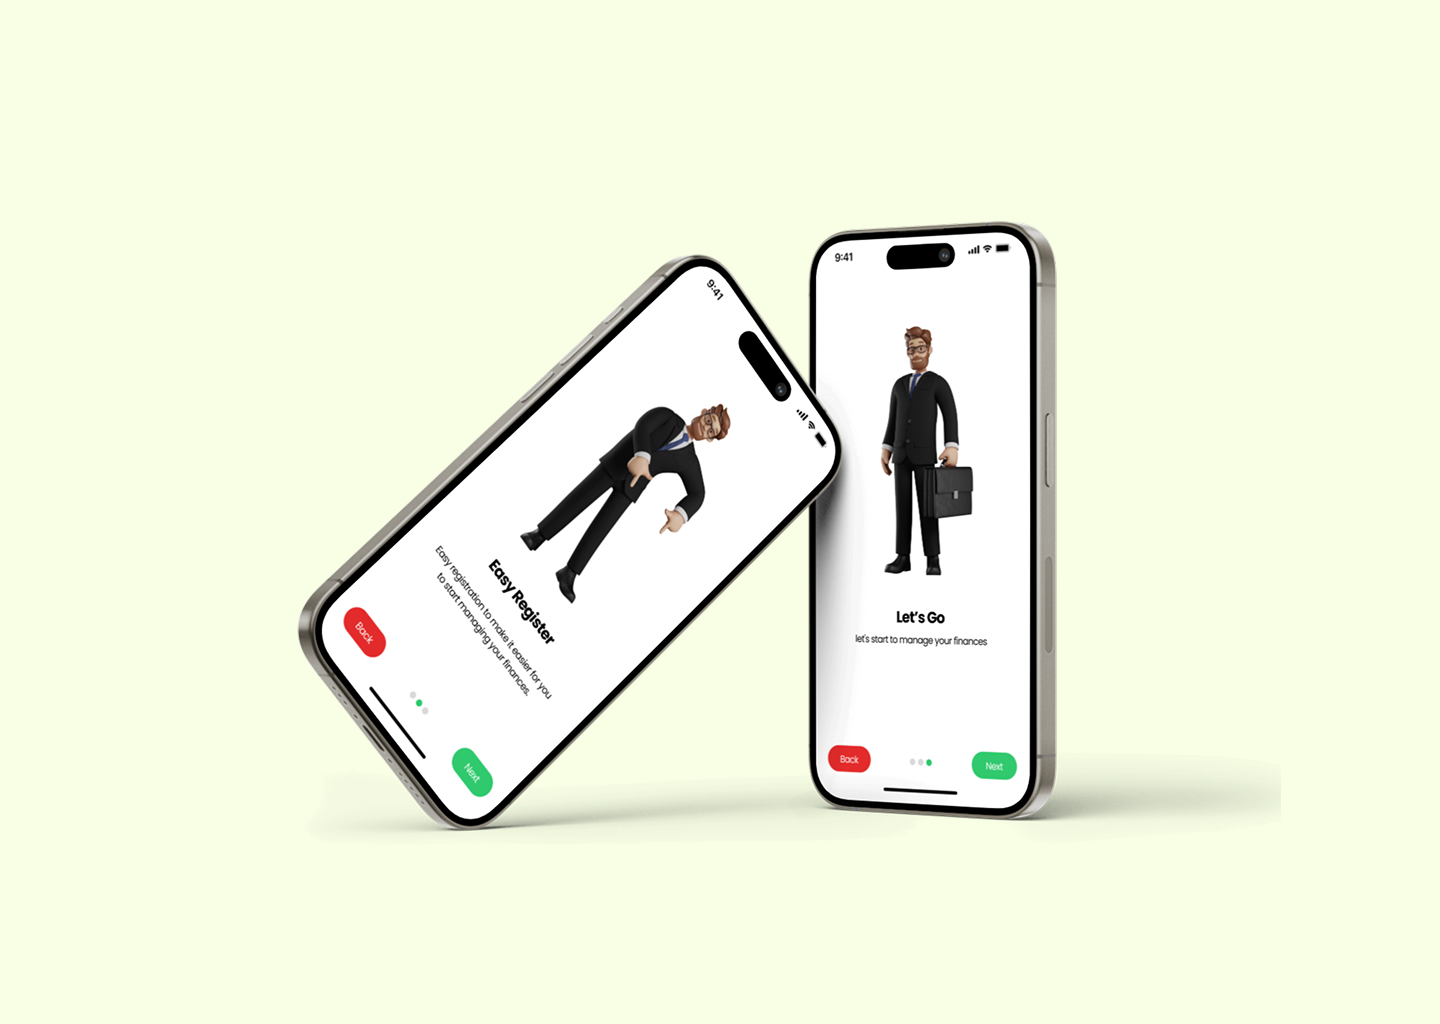 9:41
Easy Register
Easy registration to make it easier for you
to start managing your finances.
Back
Next
9:41
Let's Go
let's start to manage your finances
Back
Next